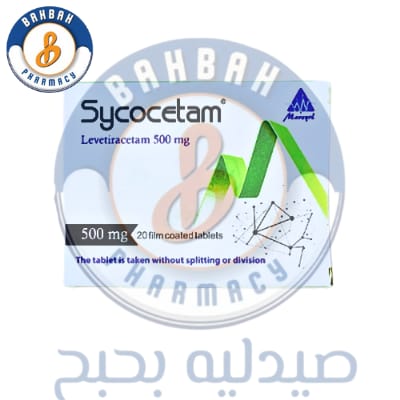 BAHBAH
PHARMACY
BAHBAH
Sycocetam®
Levetiracetam 500 mg
500 mg
20 film coated tablets
The tablet is taken without splitting or division
PHARMACY
صيدليه بحبح